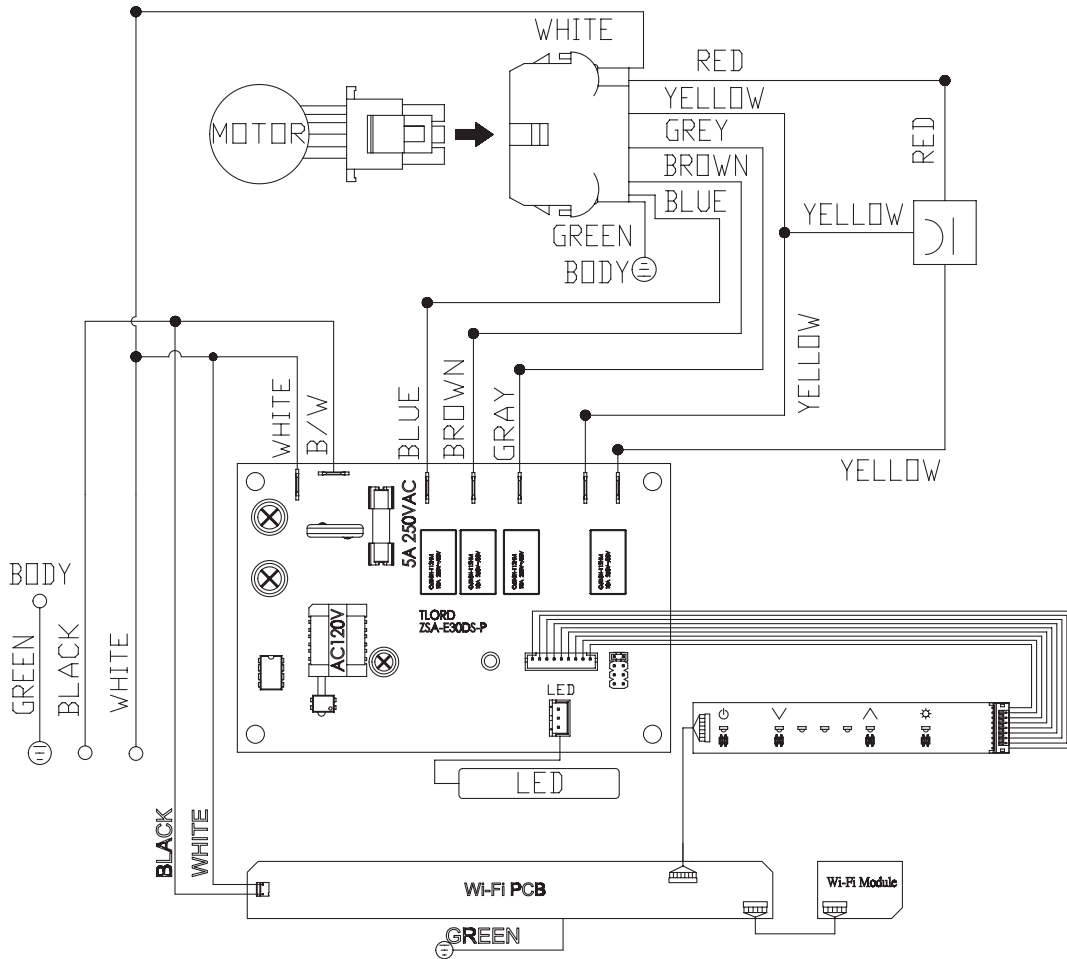 WHITE
RED
MOTOR
YELLOW
GREY
BROWN
BLUE
RED
YELLOW
GREEN
BODY
YELLOW
WHITE
B/W
BLUE
BROWN
GRAY
YELLOW
5A 250VAC
BODY
GREEN
BLACK
WHITE
TLORD
ZSA-E30DS-P
AC120V
LED
LED
BLACK
WHITE
Wi-Fi PCB
Wi-Fi Module
GREEN